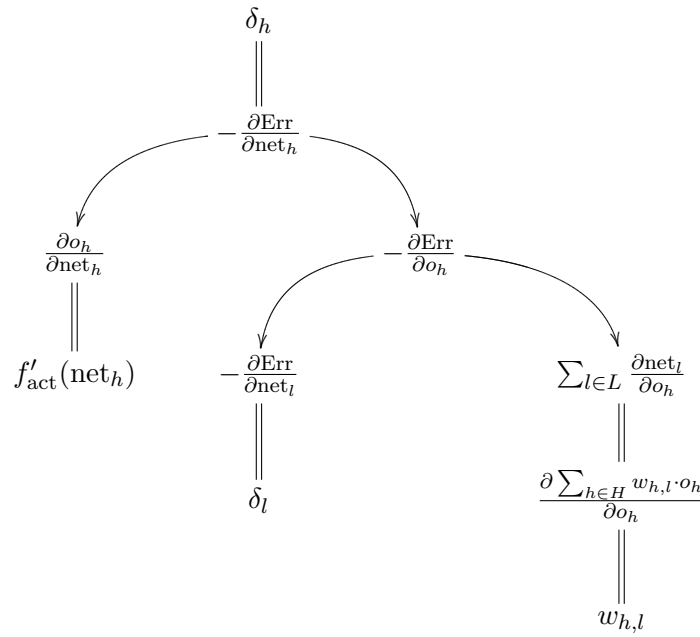 δ_h
−∂Err/∂net_h
∂o_h/∂net_h
−∂Err/∂o_h
f′_act(net_h)
−∂Err/∂net_l
∑_{l∈L} ∂net_l/∂o_h
δ_l
∂∑_{h∈H} w_{h,l}·o_h/∂o_h
w_{h,l}